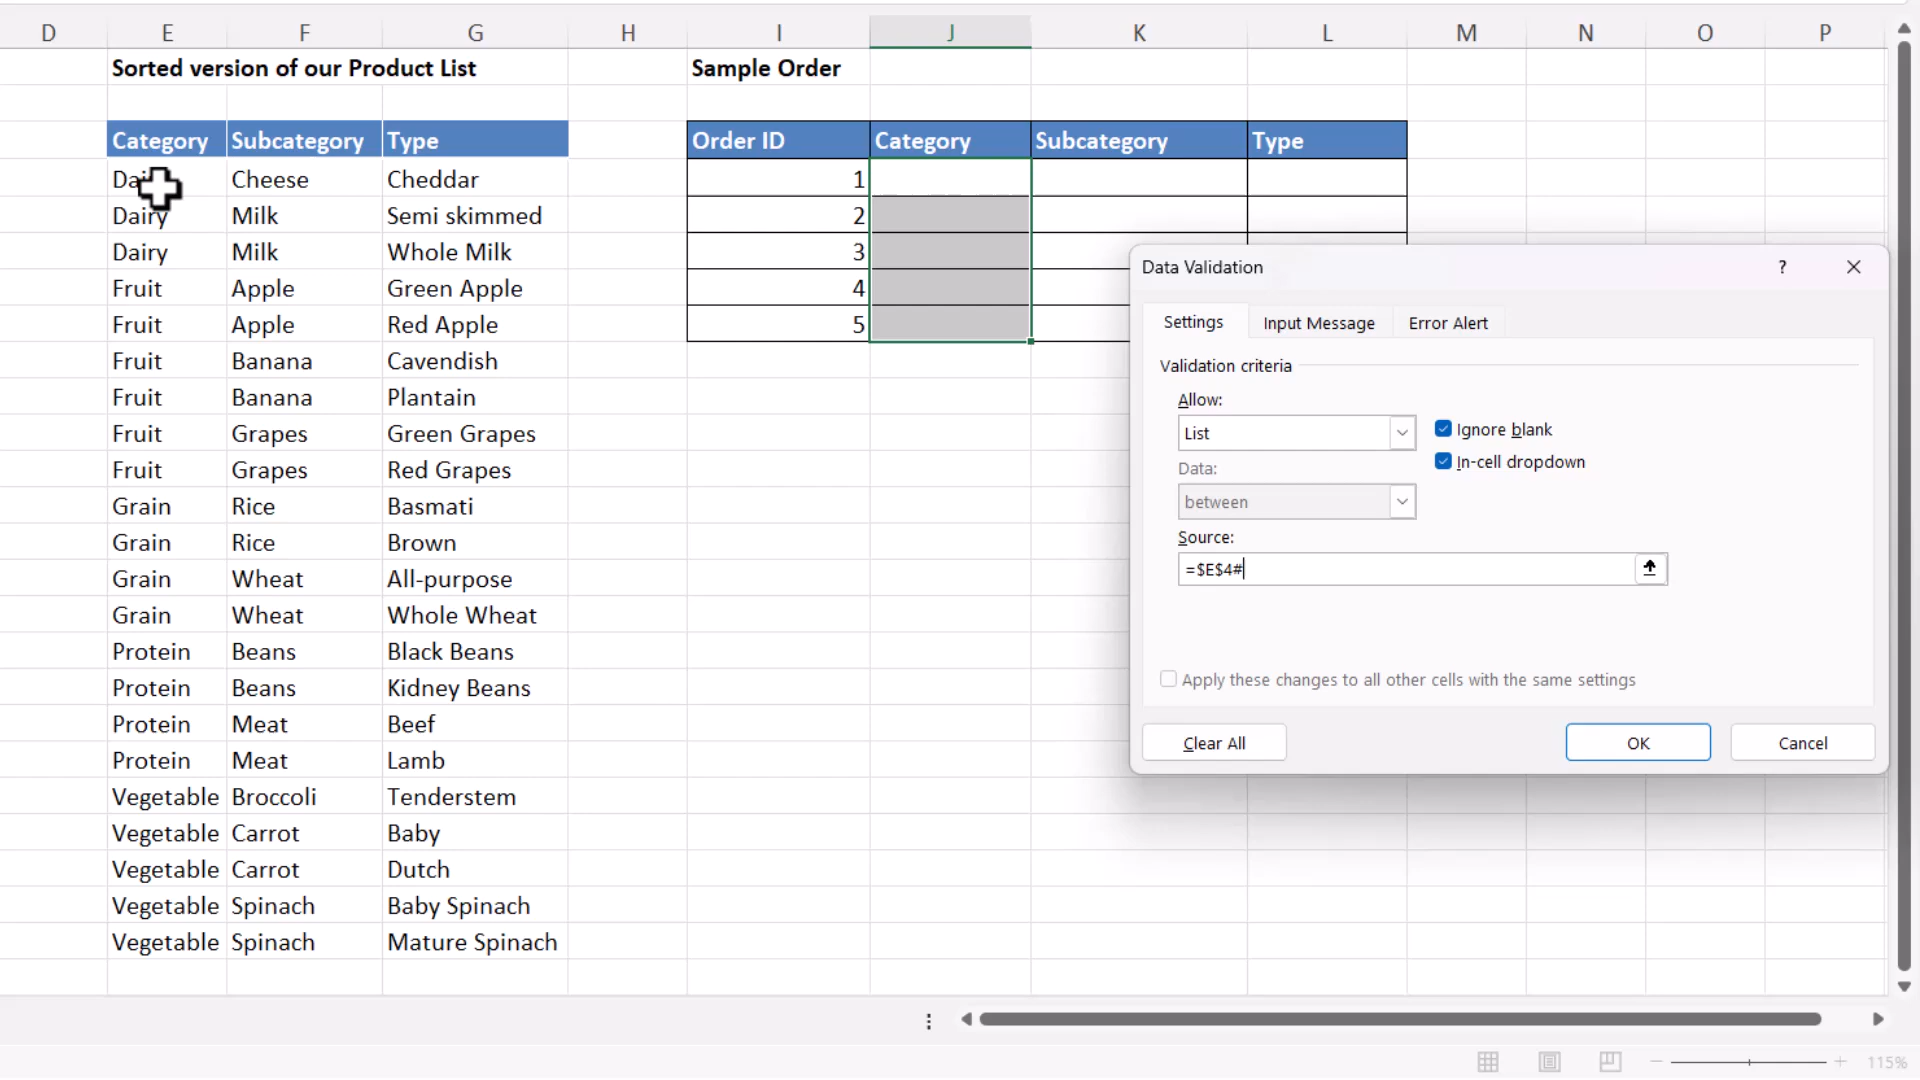 D E F G H I J K L M N O P
Sorted version of our Product List Sample Order
Category Subcategory Type Order ID Category Subcategory Type
Dairy Cheese Cheddar 1
Dairy Milk Semi skimmed 2
Dairy Milk Whole Milk 3
Fruit Apple Green Apple 4
Fruit Apple Red Apple 5
Fruit Banana Cavendish
Fruit Banana Plantain
Fruit Grapes Green Grapes
Fruit Grapes Red Grapes
Grain Rice Basmati
Grain Rice Brown
Grain Wheat All-purpose
Grain Wheat Whole Wheat
Protein Beans Black Beans
Protein Beans Kidney Beans
Protein Meat Beef
Protein Meat Lamb
Vegetable Broccoli Tenderstem
Vegetable Carrot Baby
Vegetable Carrot Dutch
Vegetable Spinach Baby Spinach
Vegetable Spinach Mature Spinach
Data Validation ?
Settings Input Message Error Alert
Validation criteria
Allow:
List Ignore blank
Data: In-cell dropdown
between
Source:
=$E$4#
Apply these changes to all other cells with the same settings
Clear All OK Cancel
115%